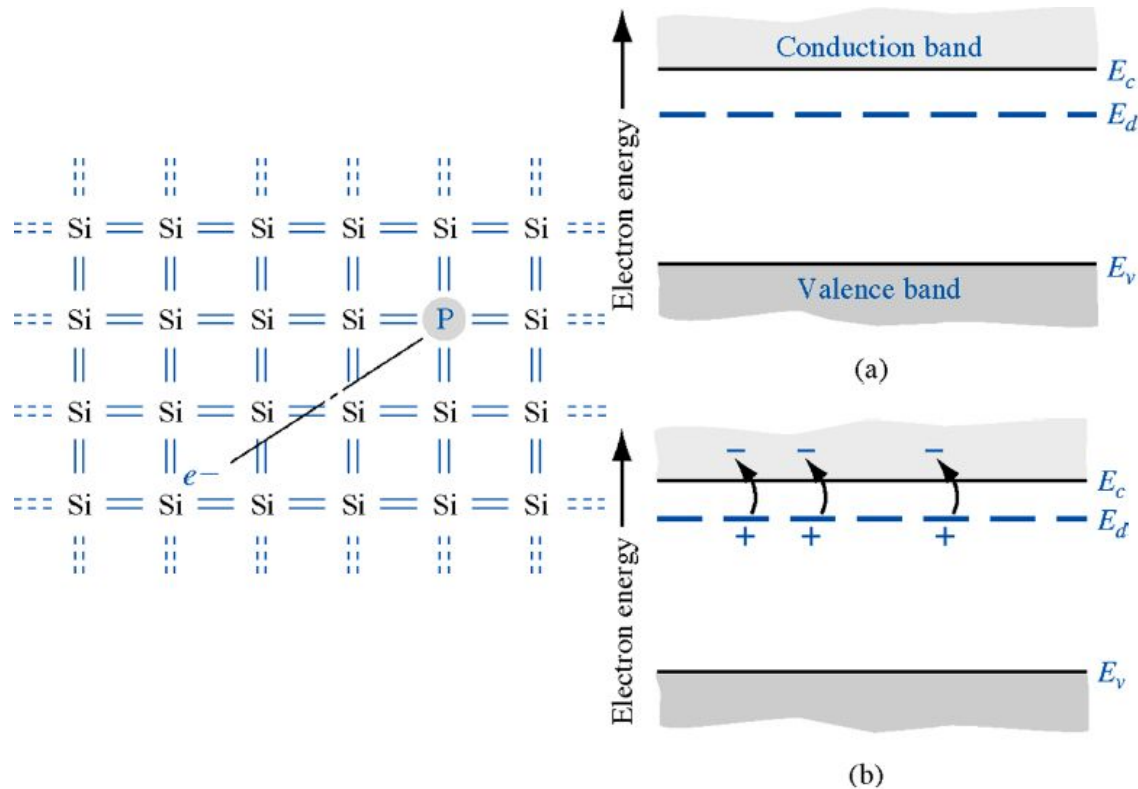 Si Si Si Si Si Si
Si Si Si Si P Si
Si Si Si Si Si Si
e−
Si Si Si Si Si Si
Electron energy
Conduction band
E_c
E_d
E_v
Valence band
(a)
Electron energy
− − −
E_c
E_d
+ + +
E_v
(b)